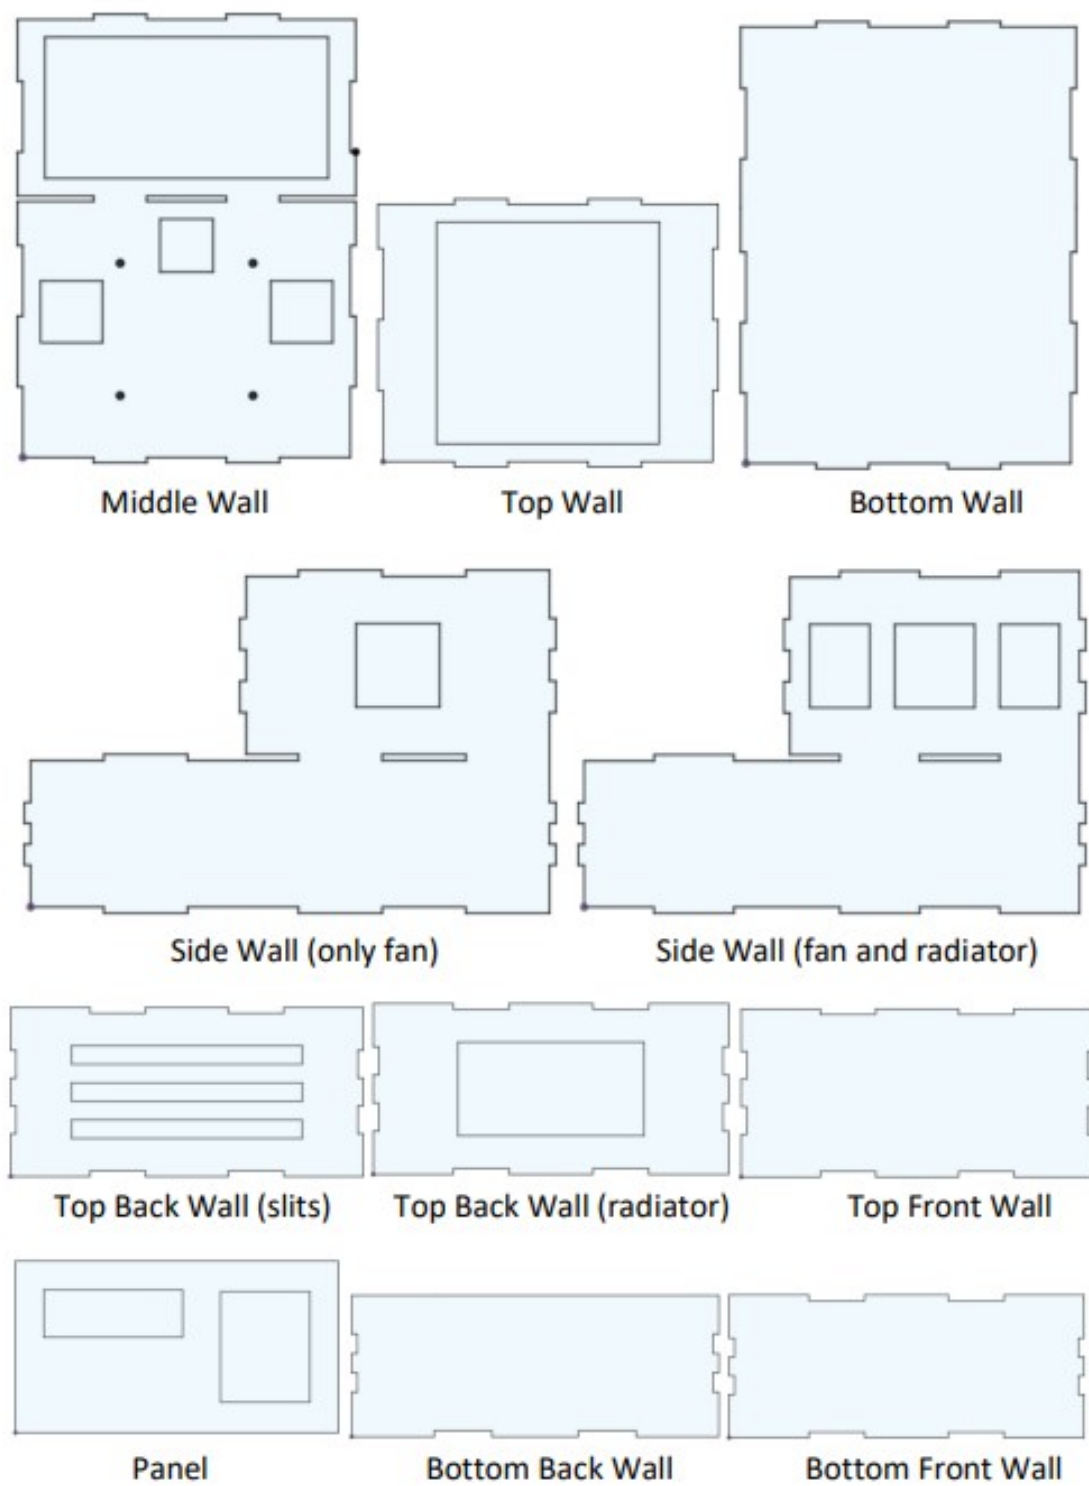 Middle Wall
Top Wall
Bottom Wall
Side Wall (only fan)
Side Wall (fan and radiator)
Top Back Wall (slits)
Top Back Wall (radiator)
Top Front Wall
Panel
Bottom Back Wall
Bottom Front Wall